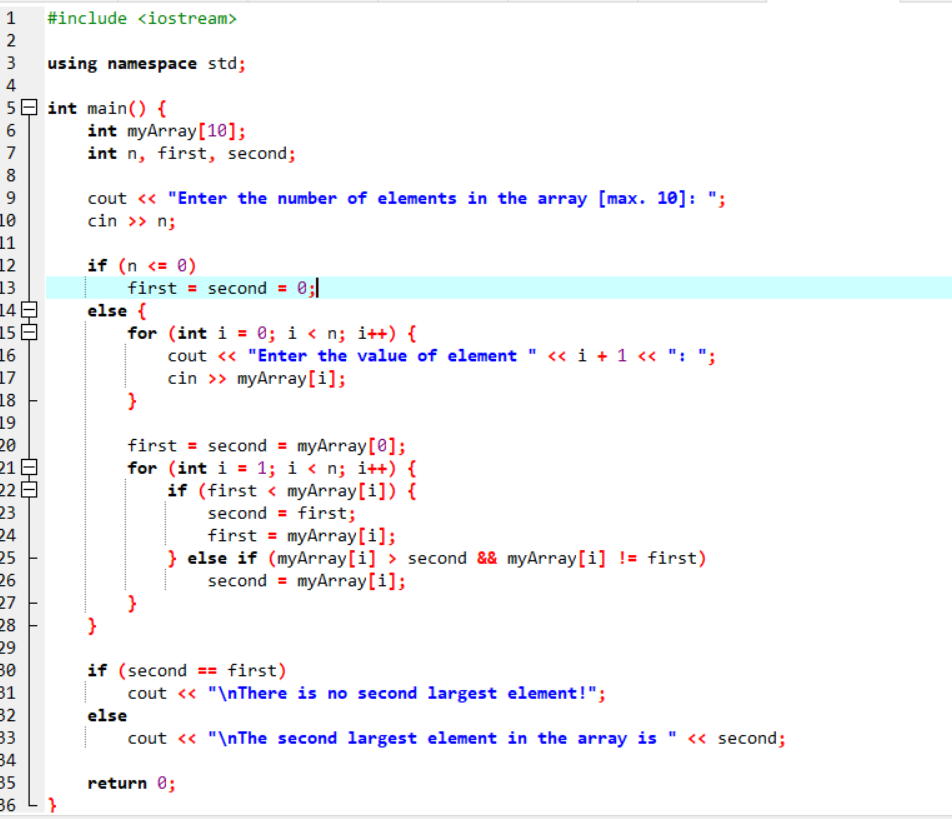 1 #include <iostream>
2
3 using namespace std;
4
5 int main() {
6 int myArray[10];
7 int n, first, second;
8
9 cout << "Enter the number of elements in the array [max. 10]: ";
10 cin >> n;
11
12 if (n <= 0)
13 first = second = 0;
14 else {
15 for (int i = 0; i < n; i++) {
16 cout << "Enter the value of element " << i + 1 << ": ";
17 cin >> myArray[i];
18 }
19
20 first = second = myArray[0];
21 for (int i = 1; i < n; i++) {
22 if (first < myArray[i]) {
23 second = first;
24 first = myArray[i];
25 } else if (myArray[i] > second && myArray[i] != first)
26 second = myArray[i];
27 }
28 }
29
30 if (second == first)
31 cout << "\nThere is no second largest element!";
32 else
33 cout << "\nThe second largest element in the array is " << second;
34
35 return 0;
36 }